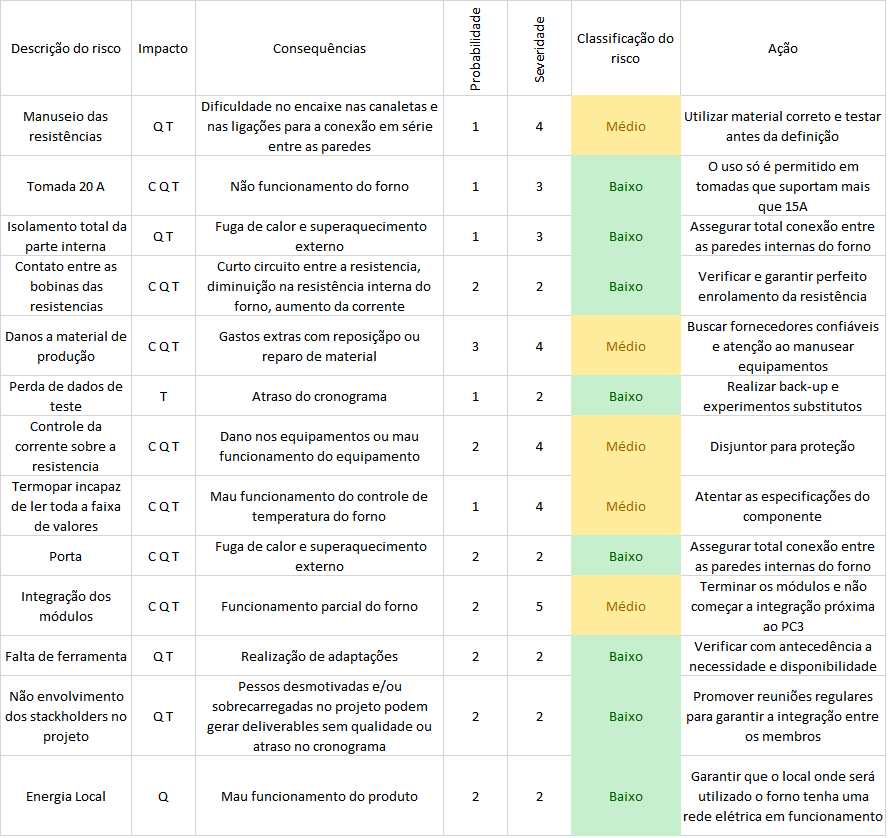 Descrição do risco
Impacto
Consequências
Probabilidade
Severidade
Classificação do
risco
Ação
Manuseio das
resistências
Q T
Dificuldade no encaixe nas canaletas e
nas ligações para a conexão em série
entre as paredes
1
4
Médio
Utilizar material correto e testar
antes da definição
Tomada 20 A
C Q T
Não funcionamento do forno
1
3
Baixo
O uso só é permitido em
tomadas que suportam mais
que 15A
Isolamento total da
parte interna
Q T
Fuga de calor e superaquecimento
externo
1
3
Baixo
Assegurar total conexão entre
as paredes internas do forno
Contato entre as
bobinas das
resistencias
C Q T
Curto circuito entre a resistencia,
diminuição na resistência interna do
forno, aumento da corrente
2
2
Baixo
Verificar e garantir perfeito
enrolamento da resistência
Danos a material de
produção
C Q T
Gastos extras com reposiçãpo ou
reparo de material
3
4
Médio
Buscar fornecedores confiáveis
e atenção ao manusear
equipamentos
Perda de dados de
teste
T
Atraso do cronograma
1
2
Baixo
Realizar back-up e
experimentos substitutos
Controle da
corrente sobre a
resistencia
C Q T
Dano nos equipamentos ou mau
funcionamento do equipamento
2
4
Médio
Disjuntor para proteção
Termopar incapaz
de ler toda a faixa
de valores
C Q T
Mau funcionamento do controle de
temperatura do forno
1
4
Médio
Atentar as especificações do
componente
Porta
C Q T
Fuga de calor e superaquecimento
externo
2
2
Baixo
Assegurar total conexão entre
as paredes internas do forno
Integração dos
módulos
C Q T
Funcionamento parcial do forno
2
5
Médio
Terminar os módulos e não
começar a integração próxima
ao PC3
Falta de ferramenta
Q T
Realização de adaptações
2
2
Baixo
Verificar com antecedência a
necessidade e disponibilidade
Não envolvimento
dos stackholders no
projeto
Q T
Pessos desmotivadas e/ou
sobrecarregadas no projeto podem
gerar deliverables sem qualidade ou
atraso no cronograma
2
2
Baixo
Promover reuniões regulares
para garantir a integração entre
os membros
Energia Local
Q
Mau funcionamento do produto
2
2
Baixo
Garantir que o local onde será
utilizado o forno tenha uma
rede elétrica em funcionamento